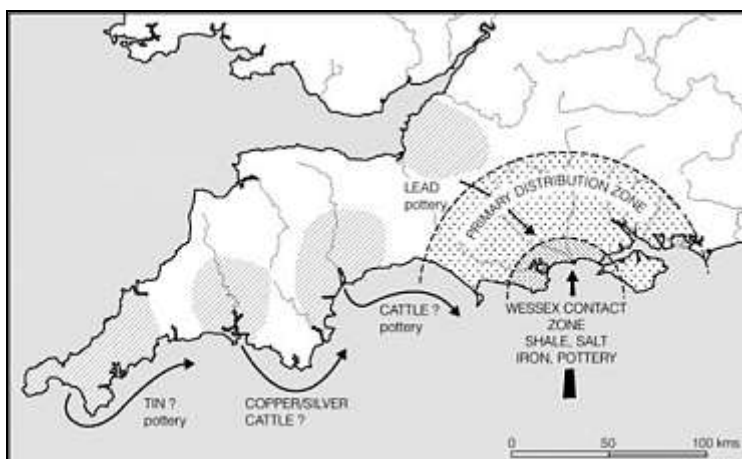 LEAD
pottery
PRIMARY DISTRIBUTION ZONE
CATTLE ?
pottery
WESSEX CONTACT
ZONE
SHALE, SALT
IRON, POTTERY
TIN ?
pottery
COPPER/SILVER
CATTLE ?
0 50 100 kms